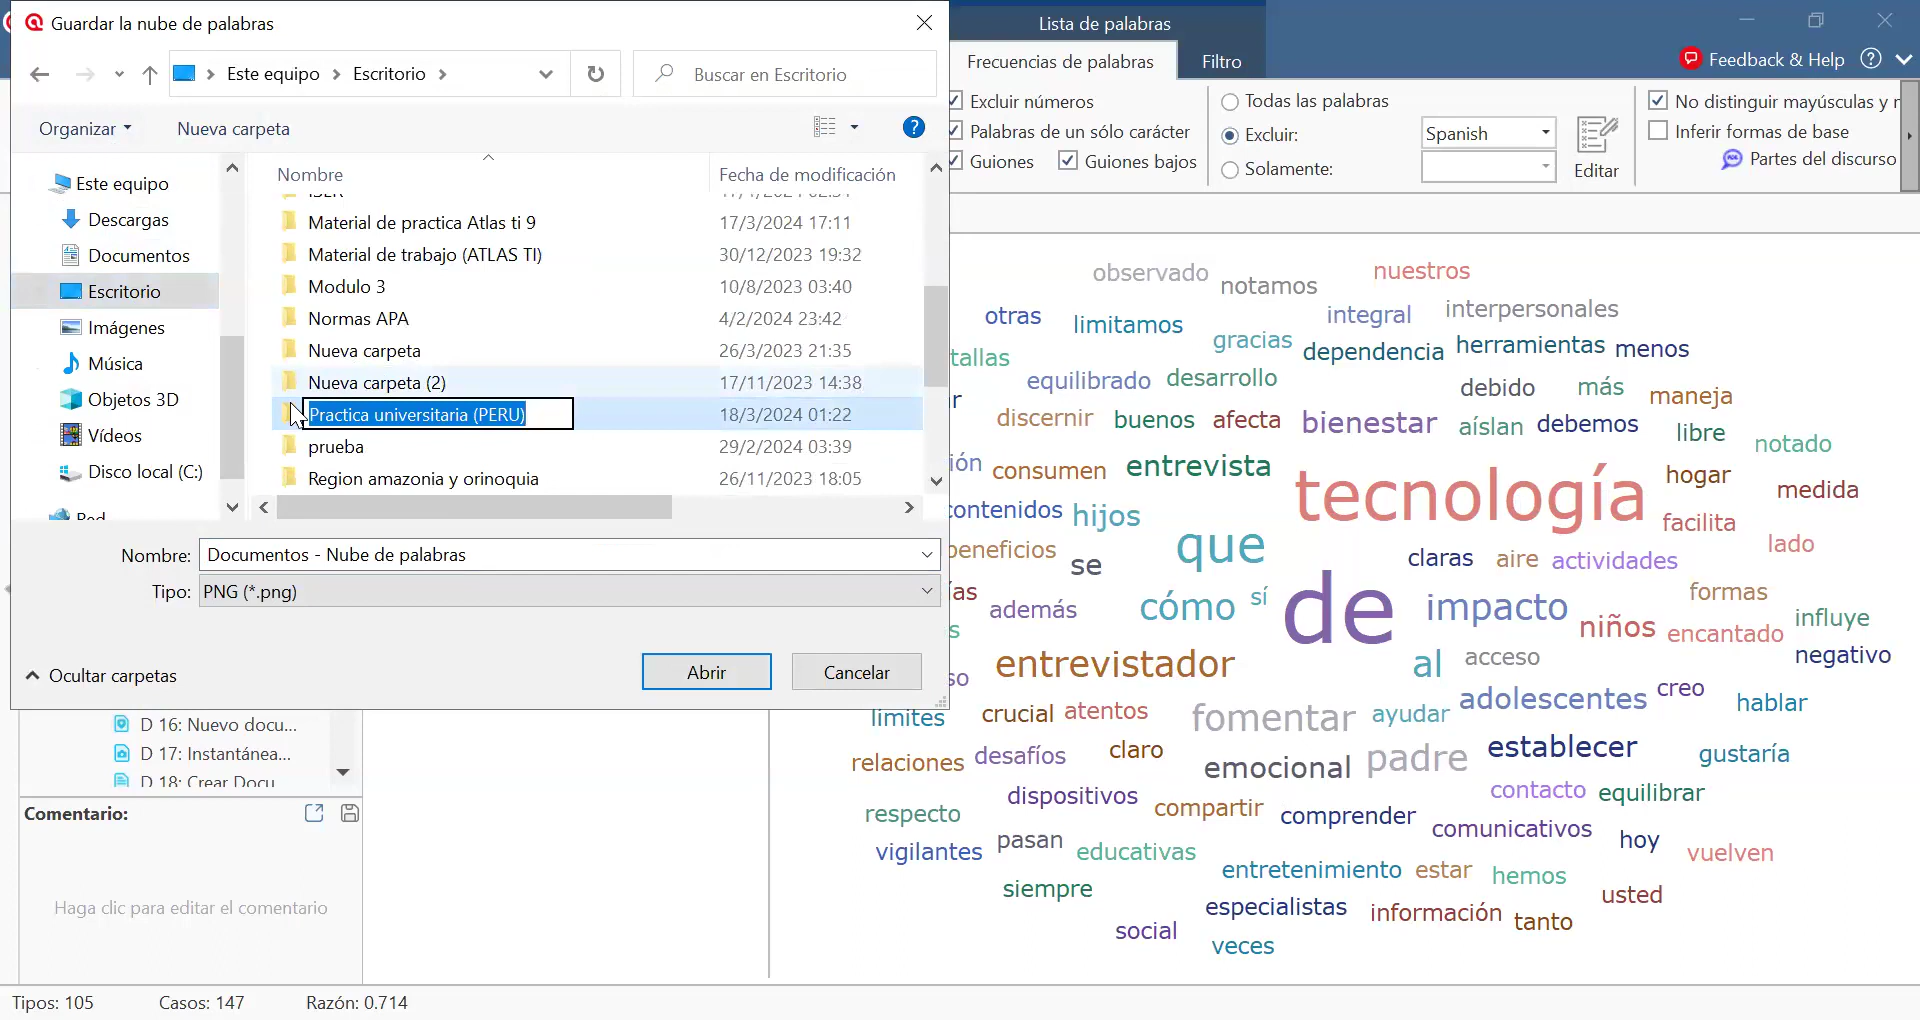 Guardar la nube de palabras
Lista de palabras
Este equipo
Escritorio
Buscar en Escritorio
Frecuencias de palabras
Filtro
Feedback & Help
Organizar
Nueva carpeta
Excluir números
Palabras de un sólo carácter
Guiones
Guiones bajos
Todas las palabras
Excluir:
Spanish
Solamente:
Editar
No distinguir mayúsculas y
Inferir formas de base
Partes del discurso
Este equipo
Descargas
Documentos
Escritorio
Imágenes
Música
Objetos 3D
Vídeos
Disco local (C:)
Red
Nombre
Fecha de modificación
Material de practica Atlas ti 9
17/3/2024 17:11
Material de trabajo (ATLAS TI)
30/12/2023 19:32
Modulo 3
10/8/2023 03:40
Normas APA
4/2/2024 23:42
Nueva carpeta
26/3/2023 21:35
Nueva carpeta (2)
17/11/2023 14:38
Practica universitaria (PERU)
18/3/2024 01:22
prueba
29/2/2024 03:39
Region amazonia y orinoquia
26/11/2023 18:05
Nombre:
Documentos - Nube de palabras
Tipo:
PNG (*.png)
Ocultar carpetas
Abrir
Cancelar
observado
notamos
nuestros
otras
limitamos
integral
interpersonales
tallas
gracias
dependencia
herramientas
menos
equilibrado
desarrollo
debido
más
maneja
discernir
buenos
afecta
bienestar
aíslan
debemos
libre
notado
consumen
entrevista
tecnología
hogar
medida
contenidos
hijos
facilita
beneficios
que
se
claras
aire
actividades
lado
además
cómo
sí
de
impacto
niños
encantado
formas
influye
entrevistador
al
acceso
negativo
límites
crucial
atentos
fomentar
ayudar
adolescentes
creo
hablar
relaciones
desafíos
claro
emocional
padre
establecer
gustaría
dispositivos
compartir
contacto
equilibrar
respecto
pasan
comprender
comunicativos
hoy
vigilantes
educativas
vuelven
siempre
entretenimiento
estar
hemos
usted
especialistas
información
tanto
social
veces
D 16: Nuevo docu...
D 17: Instantánea...
D 18: Crear Docu
Comentario:
Haga clic para editar el comentario
Tipos: 105
Casos: 147
Razón: 0.714